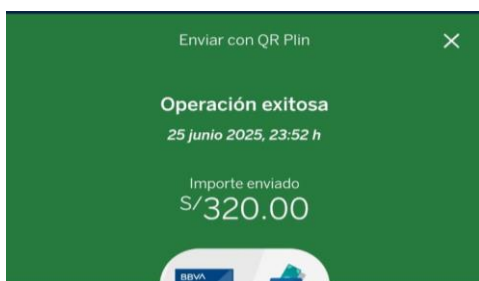 Enviar con QR Plin
Operación exitosa
25 junio 2025, 23:52 h
Importe enviado
S/320.00
BBVA